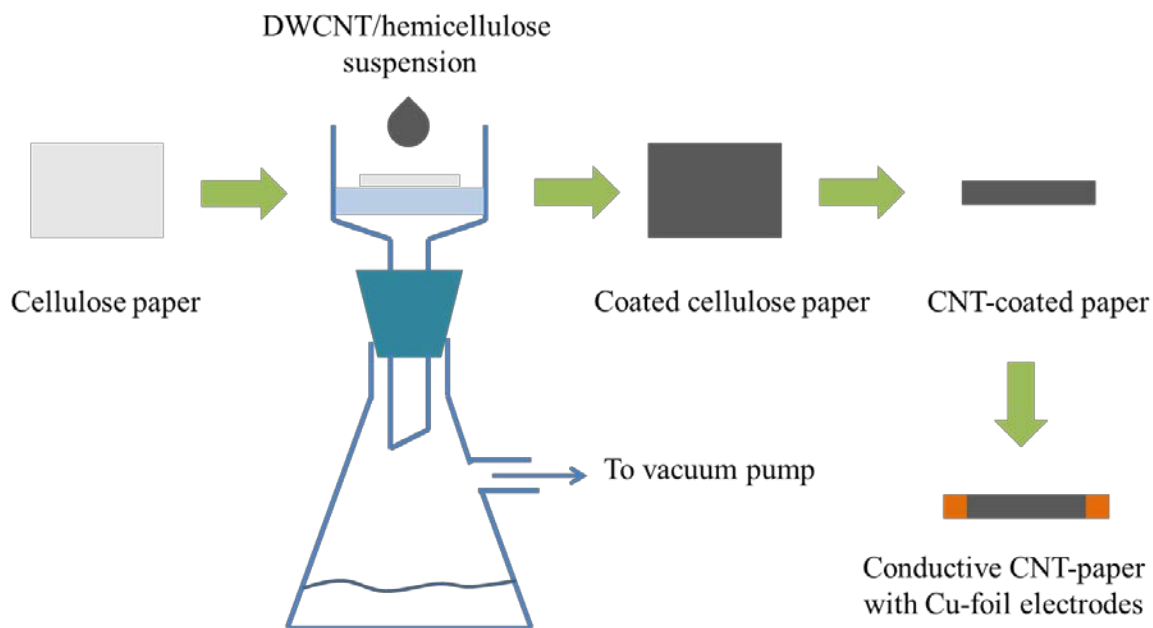 DWCNT/hemicellulose
suspension
Cellulose paper
Coated cellulose paper
CNT-coated paper
To vacuum pump
Conductive CNT-paper
with Cu-foil electrodes